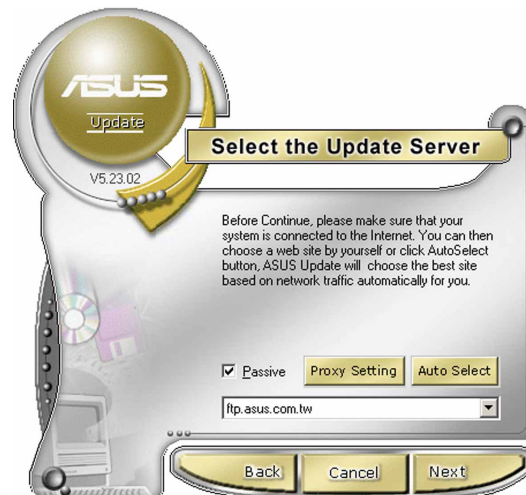 ASUS
Update
V5.23.02
Select the Update Server
Before Continue, please make sure that your
system is connected to the Internet. You can then
choose a web site by yourself or click AutoSelect
button, ASUS Update will choose the best site
based on network traffic automatically for you.
Passive
Proxy Setting
Auto Select
ftp.asus.com.tw
Back
Cancel
Next